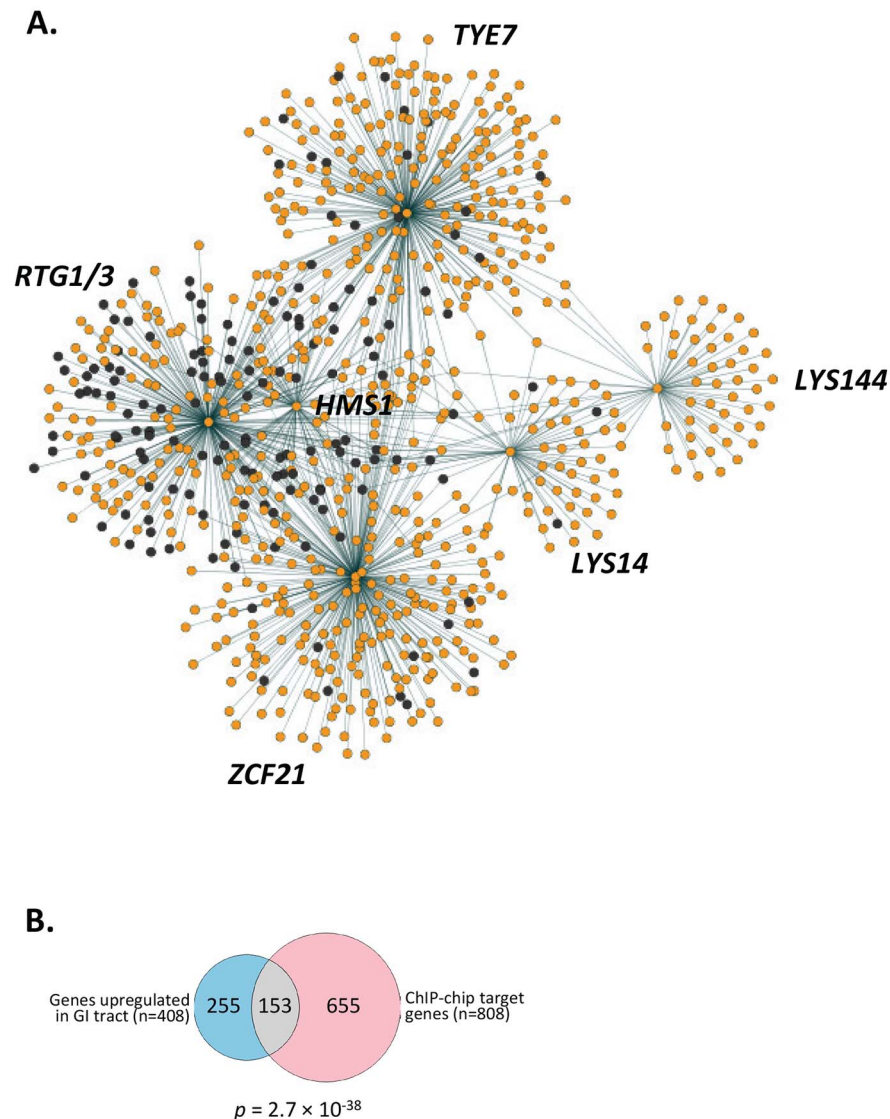 A.
TYE7
RTG1/3
LYS144
HMS1
LYS14
ZCF21
B.
Genes upregulated
in GI tract (n=408)
255
153
655
ChIP-chip target
genes (n=808)
p = 2.7 × 10⁻³⁸